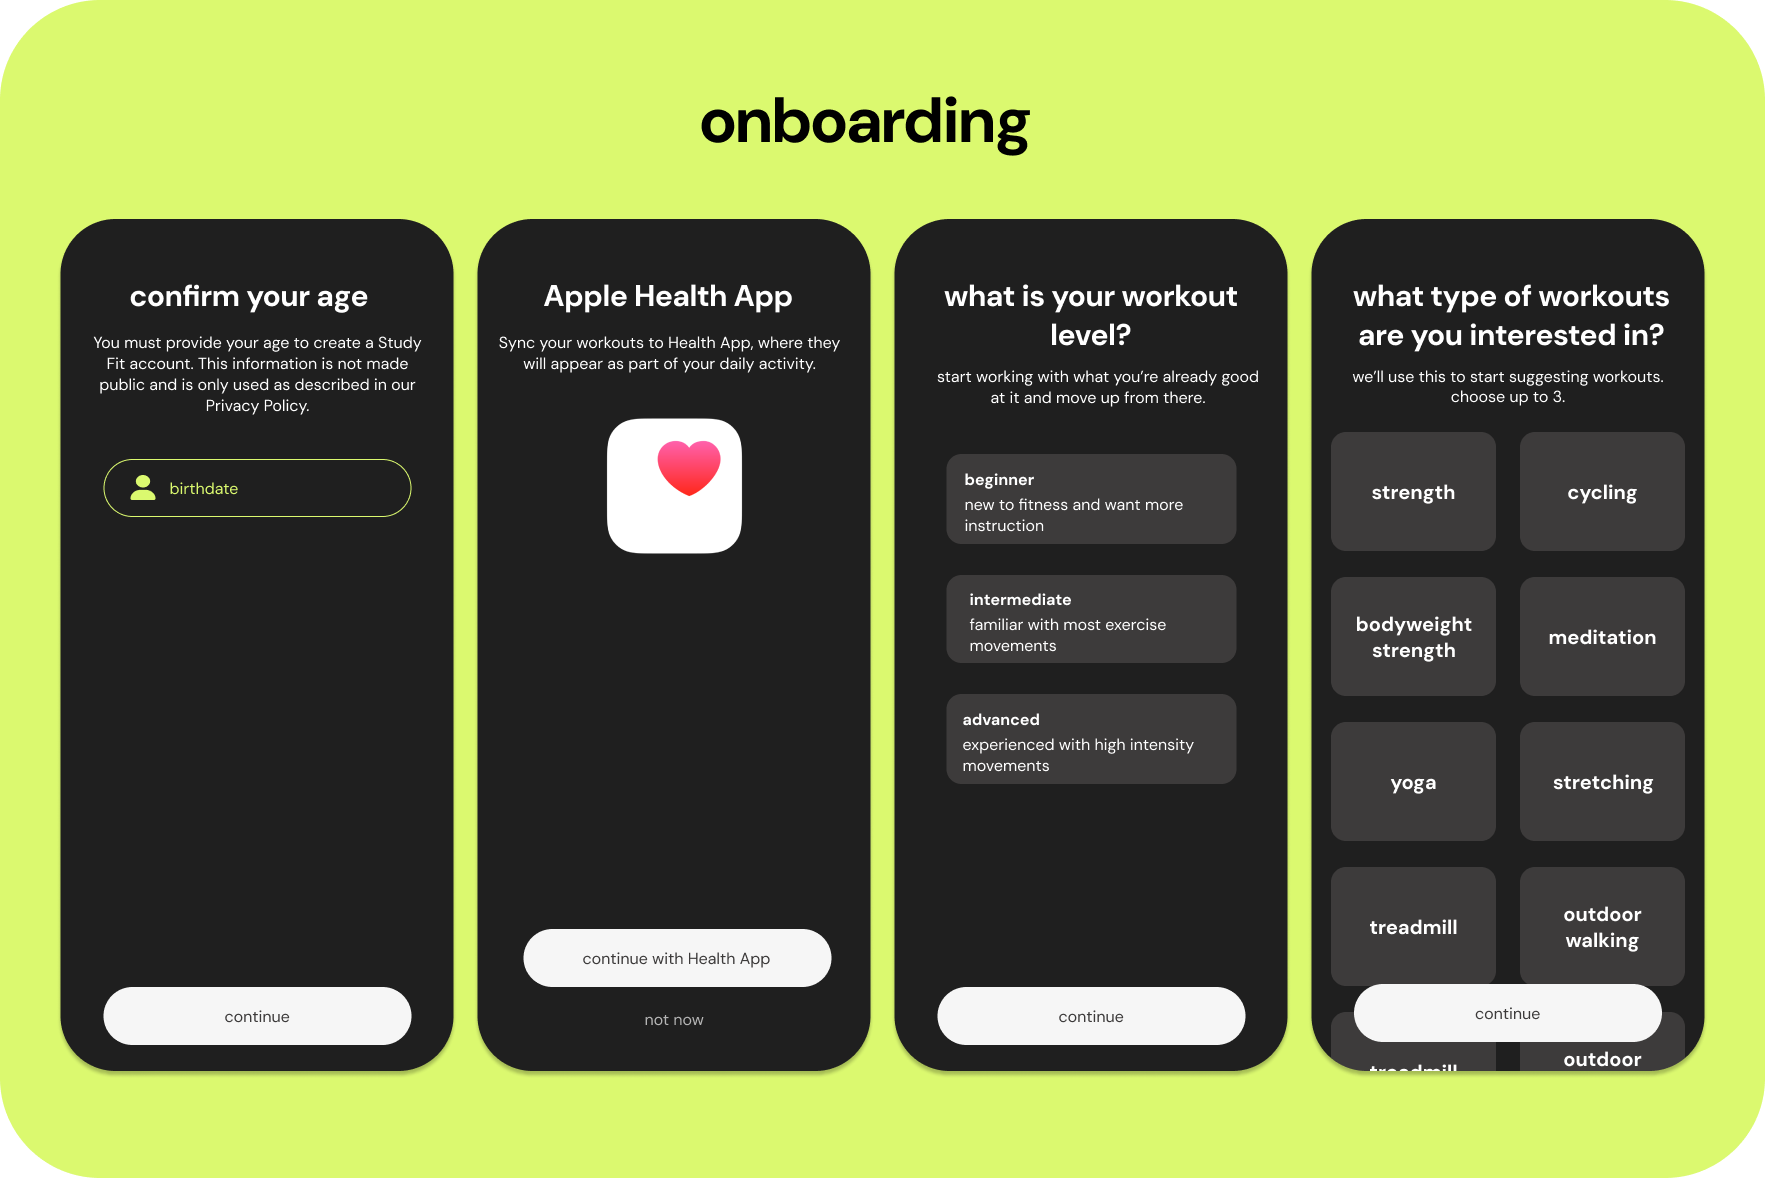 onboarding
confirm your age
You must provide your age to create a Study
Fit account. This information is not made
public and is only used as described in our
Privacy Policy.
birthdate
continue
Apple Health App
Sync your workouts to Health App, where they
will appear as part of your daily activity.
continue with Health App
not now
what is your workout
level?
start working with what you’re already good
at it and move up from there.
beginner
new to fitness and want more
instruction
intermediate
familiar with most exercise
movements
advanced
experienced with high intensity
movements
continue
what type of workouts
are you interested in?
we’ll use this to start suggesting workouts.
choose up to 3.
strength
cycling
bodyweight
strength
meditation
yoga
stretching
treadmill
outdoor
walking
continue
treadmill
outdoor